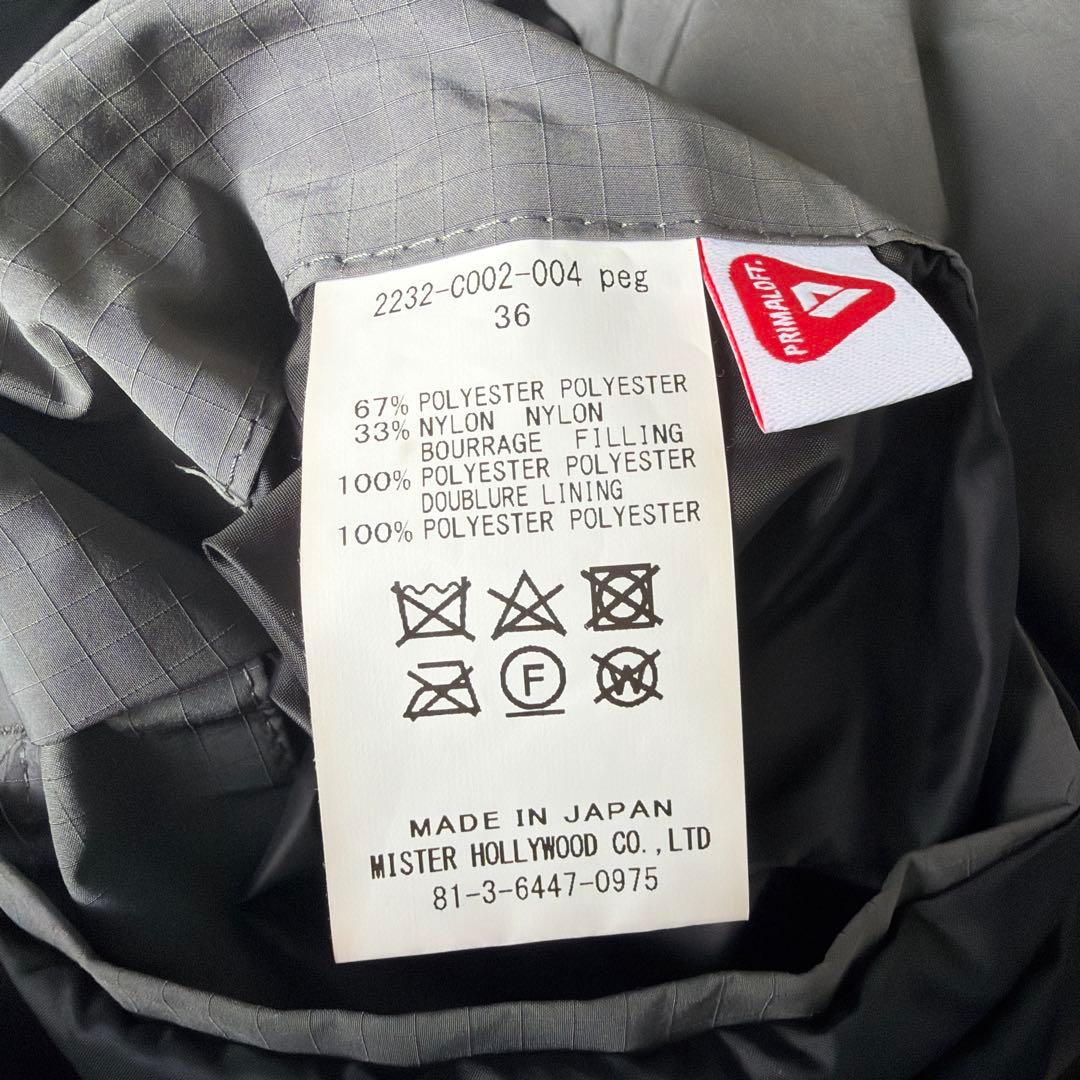 2232-C002-004 peg
36
67% POLYESTER POLYESTER
33% NYLON NYLON
BOURRAGE FILLING
100% POLYESTER POLYESTER
DOUBLURE LINING
100% POLYESTER POLYESTER
F
W
MADE IN JAPAN
MISTER HOLLYWOOD CO.,LTD
81-3-6447-0975
PRIMALOFT.